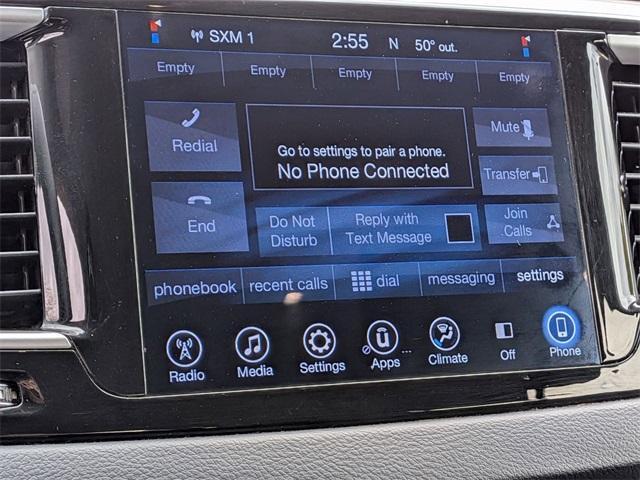 SXM 1 2:55 N 50° out.
Empty Empty Empty Empty Empty
Redial
Go to settings to pair a phone.
No Phone Connected
Mute
Transfer
End
Do Not
Disturb
Reply with
Text Message
Join
Calls
phonebook recent calls dial messaging settings
Radio Media Settings Apps Climate Off Phone